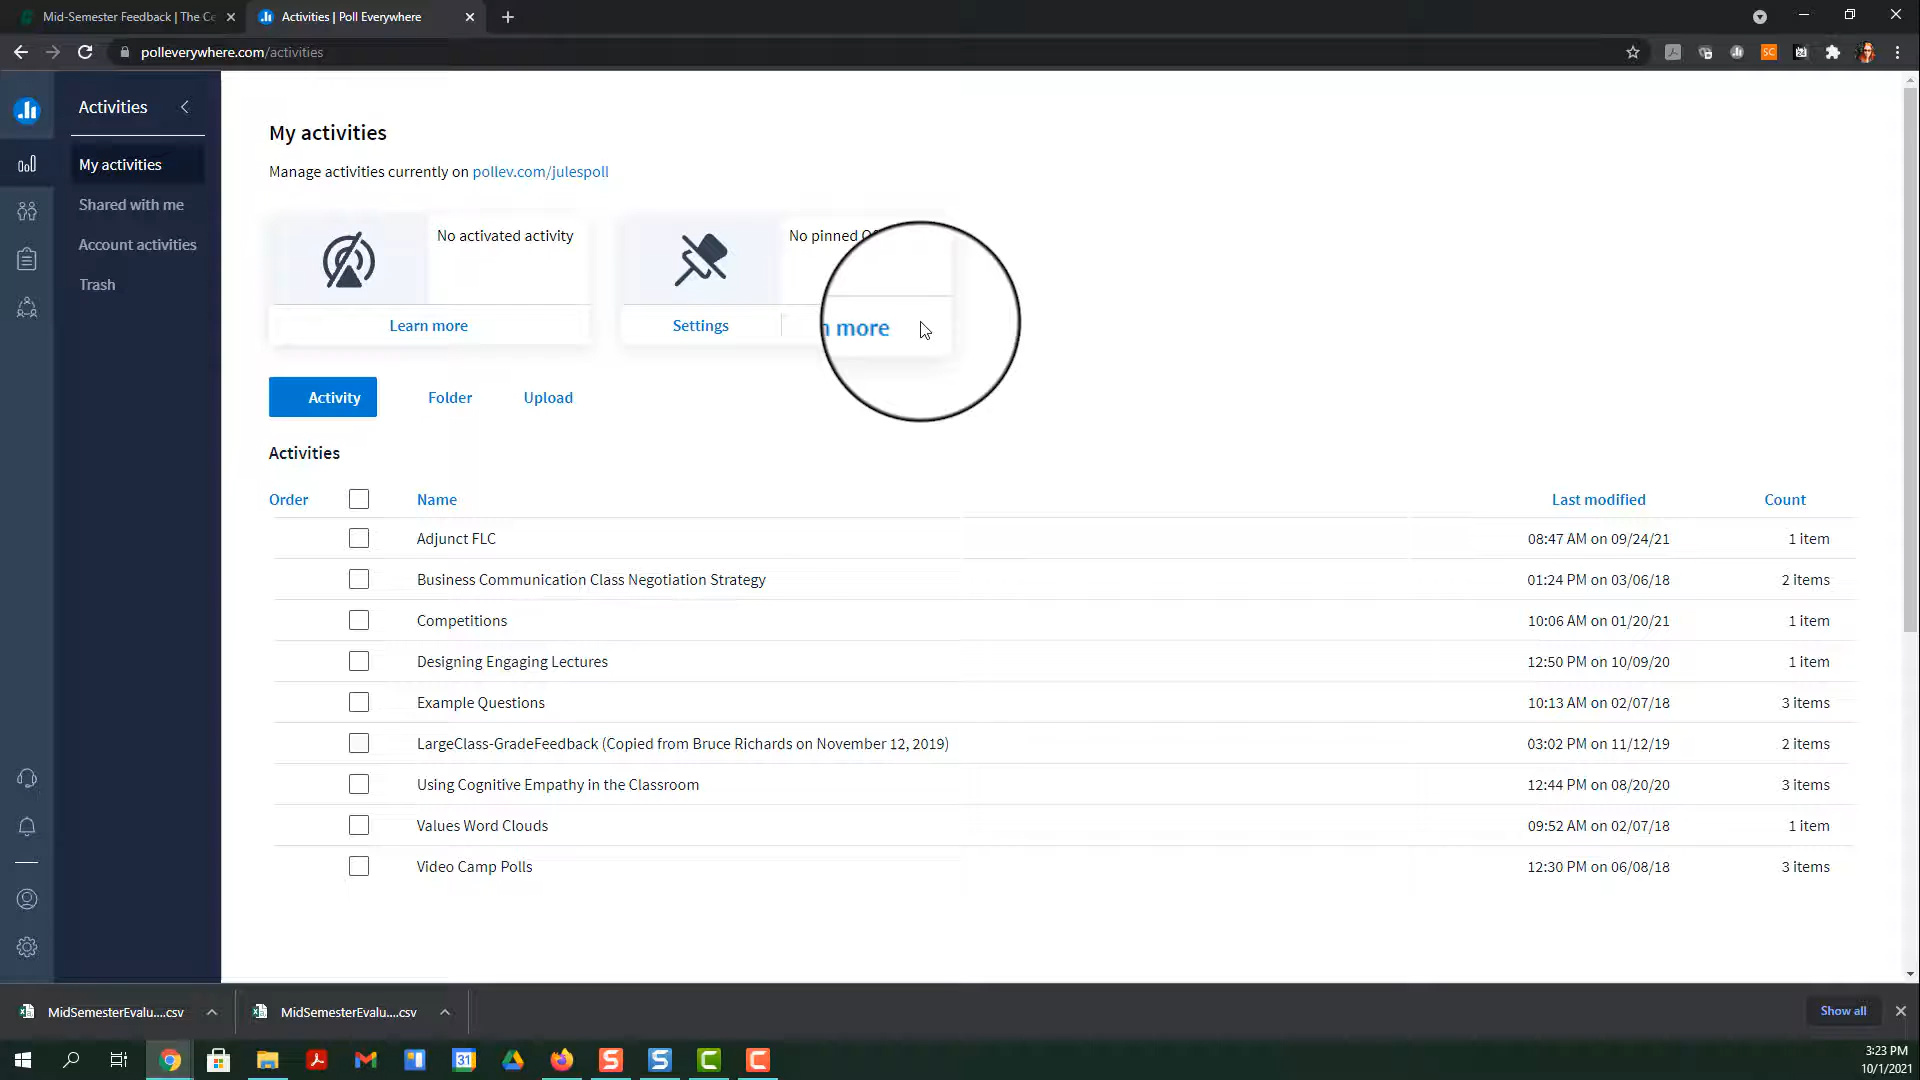 Mid-Semester Feedback | The Ce
Activities | Poll Everywhere
polleverywhere.com/activities
SC
Activities
My activities
Shared with me
Account activities
Trash
My activities
Manage activities currently on pollev.com/julespoll
No activated activity
No pinned
Learn more
Settings
more
Activity
Folder
Upload
Activities
Order Name Last modified Count
Adjunct FLC 08:47 AM on 09/24/21 1 item
Business Communication Class Negotiation Strategy 01:24 PM on 03/06/18 2 items
Competitions 10:06 AM on 01/20/21 1 item
Designing Engaging Lectures 12:50 PM on 10/09/20 1 item
Example Questions 10:13 AM on 02/07/18 3 items
LargeClass-GradeFeedback (Copied from Bruce Richards on November 12, 2019) 03:02 PM on 11/12/19 2 items
Using Cognitive Empathy in the Classroom 12:44 PM on 08/20/20 3 items
Values Word Clouds 09:52 AM on 02/07/18 1 item
Video Camp Polls 12:30 PM on 06/08/18 3 items
MidSemesterEvalu....csv
MidSemesterEvalu....csv
Show all
31
S
S
C
C
3:23 PM
10/1/2021